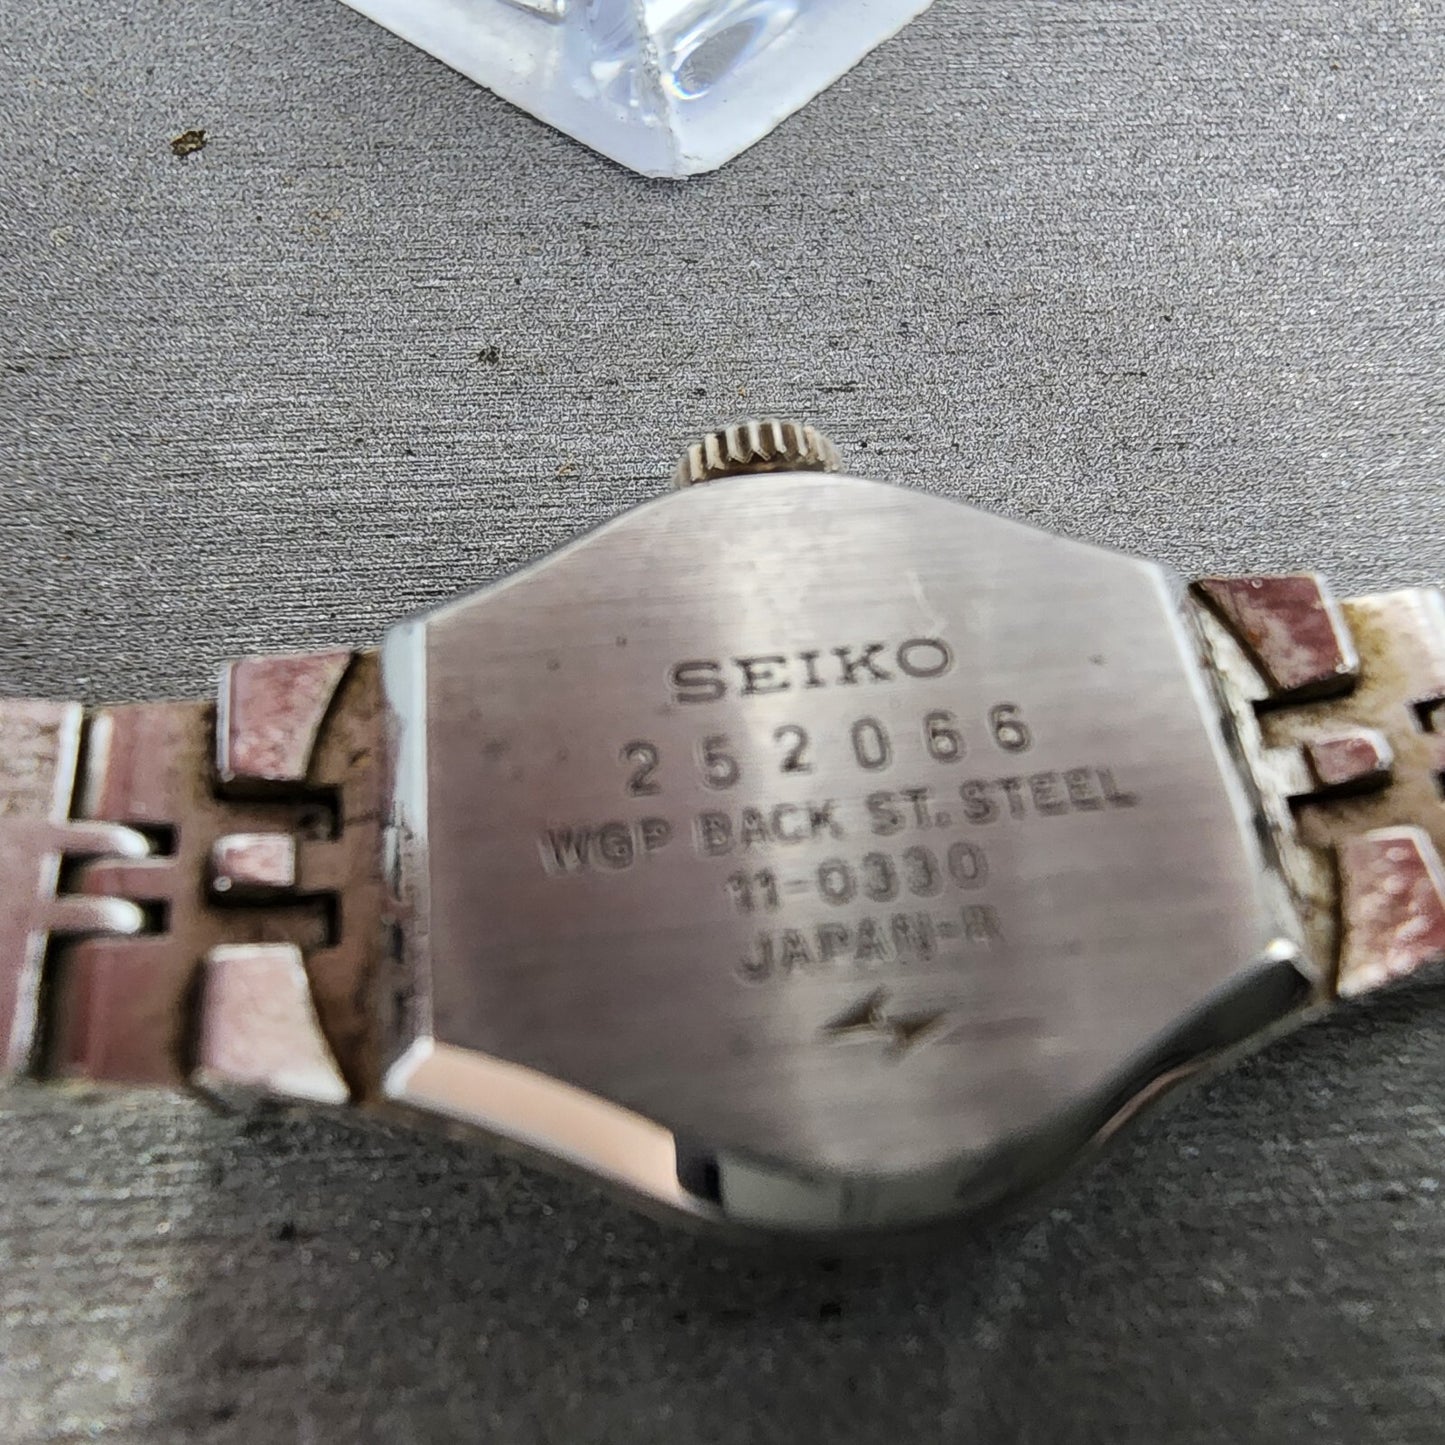 SEIKO
252066
WGP BACK ST. STEEL
11-0330
JAPAN-R